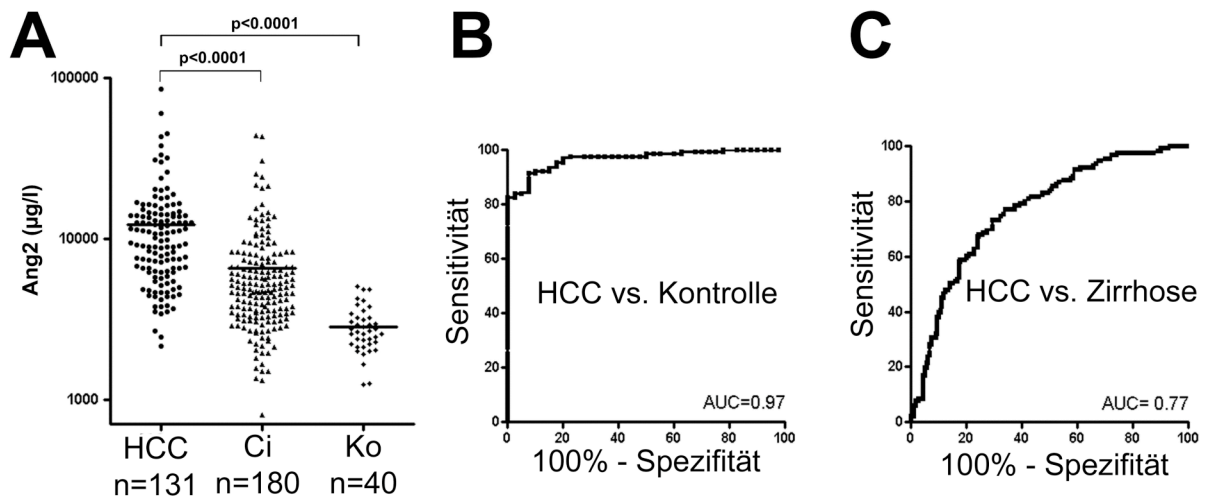 A
p<0.0001
p<0.0001
100000
10000
1000
Ang2 (µg/l)
HCC Ci Ko
n=131 n=180 n=40
B
100
80
60
40
20
0
Sensitivität
HCC vs. Kontrolle
AUC=0.97
0 20 40 60 80 100
100% - Spezifität
C
100
80
60
40
20
0
Sensitivität
HCC vs. Zirrhose
AUC= 0.77
0 20 40 60 80 100
100% - Spezifität